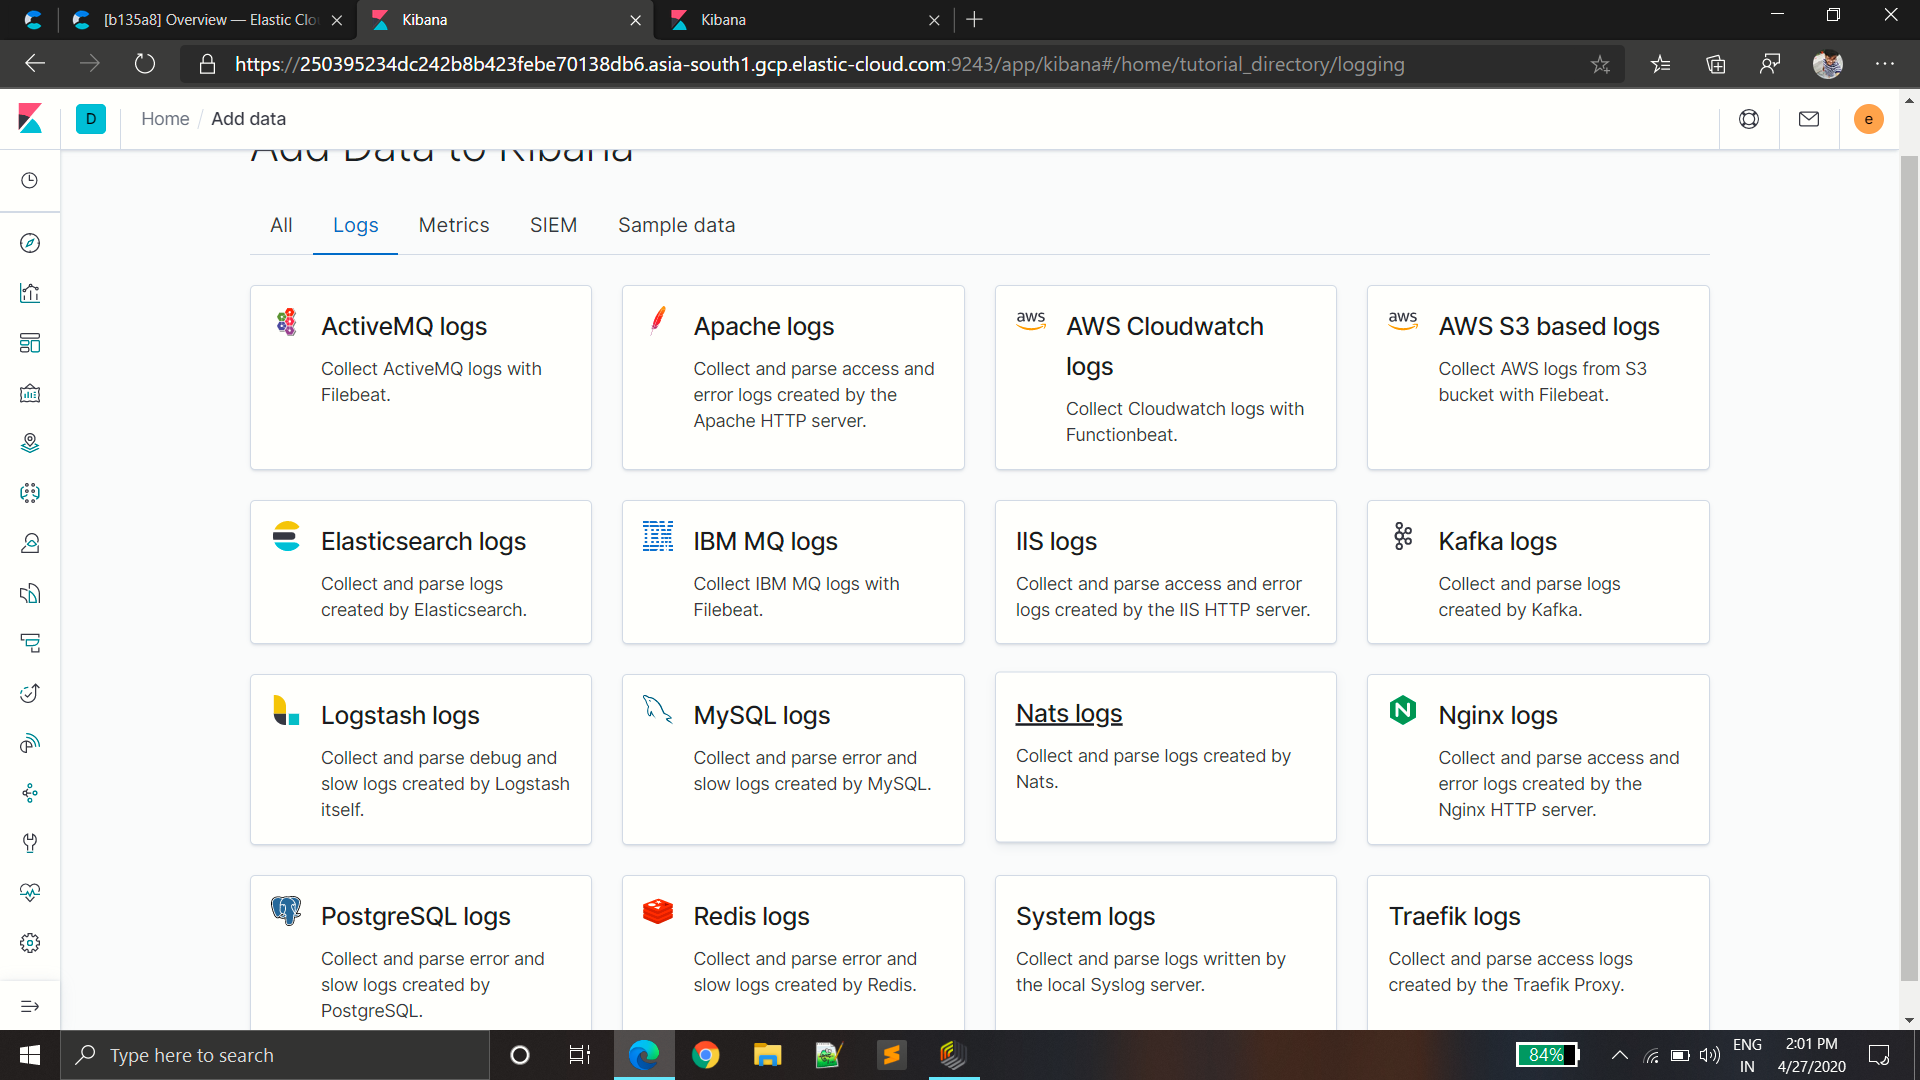 [b135a8] Overview — Elastic Clo
Kibana
Kibana
https://250395234dc242b8b423febe70138db6.asia-south1.gcp.elastic-cloud.com:9243/app/kibana#/home/tutorial_directory/logging
D
Home / Add data
e
Add Data to Kibana
All
Logs
Metrics
SIEM
Sample data
ActiveMQ logs
Collect ActiveMQ logs with
Filebeat.
Apache logs
Collect and parse access and
error logs created by the
Apache HTTP server.
aws
AWS Cloudwatch
logs
Collect Cloudwatch logs with
Functionbeat.
aws
AWS S3 based logs
Collect AWS logs from S3
bucket with Filebeat.
Elasticsearch logs
Collect and parse logs
created by Elasticsearch.
IBM
IBM MQ logs
Collect IBM MQ logs with
Filebeat.
IIS logs
Collect and parse access and error
logs created by the IIS HTTP server.
Kafka logs
Collect and parse logs
created by Kafka.
Logstash logs
Collect and parse debug and
slow logs created by Logstash
itself.
MySQL logs
Collect and parse error and
slow logs created by MySQL.
Nats logs
Collect and parse logs created by
Nats.
N
Nginx logs
Collect and parse access and
error logs created by the
Nginx HTTP server.
PostgreSQL logs
Collect and parse error and
slow logs created by
PostgreSQL.
Redis logs
Collect and parse error and
slow logs created by Redis.
System logs
Collect and parse logs written by
the local Syslog server.
Traefik logs
Collect and parse access logs
created by the Traefik Proxy.
Type here to search
84%
ENG
IN
2:01 PM
4/27/2020